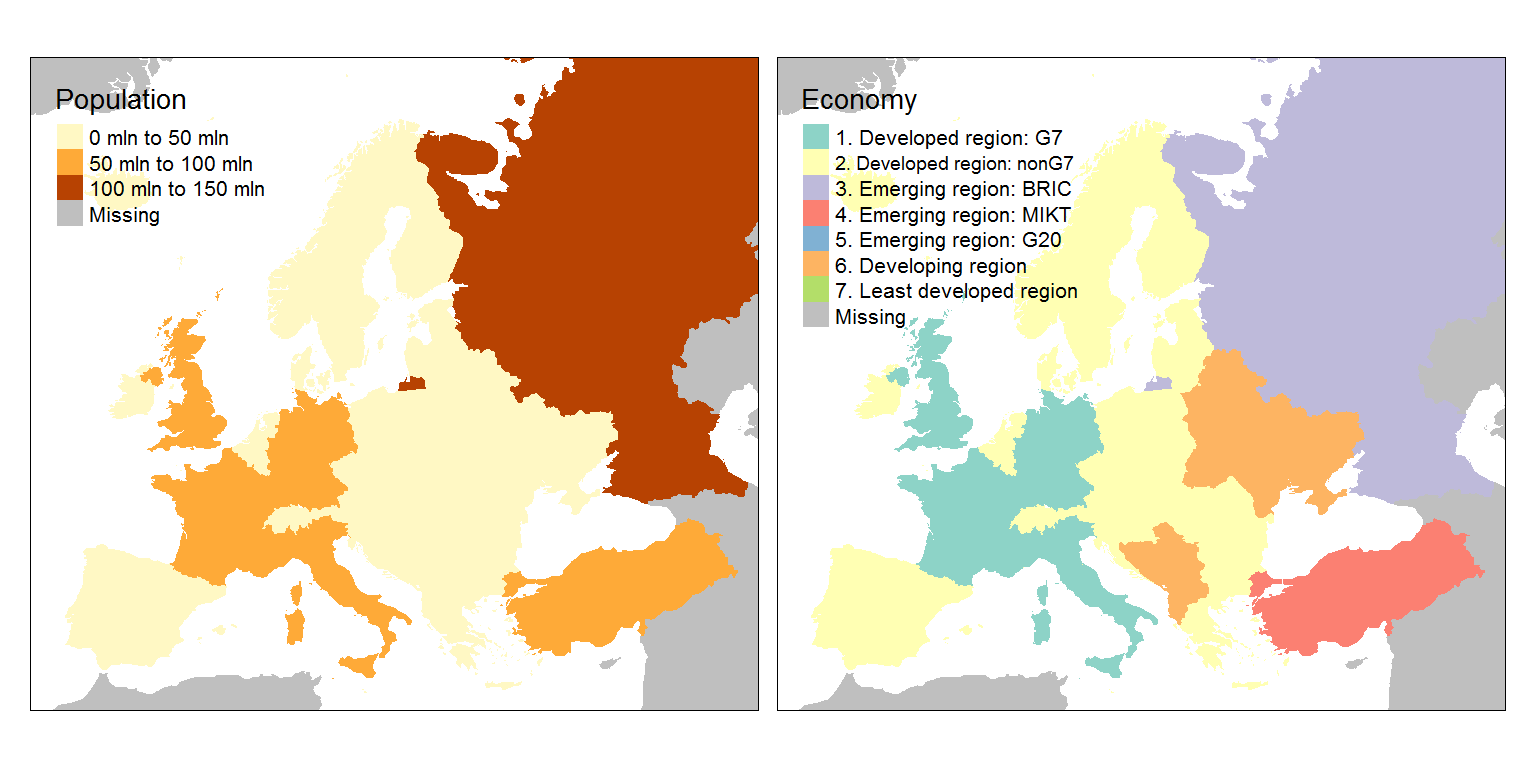 Population
0 mln to 50 mln
50 mln to 100 mln
100 mln to 150 mln
Missing
Economy
1. Developed region: G7
2. Developed region: nonG7
3. Emerging region: BRIC
4. Emerging region: MIKT
5. Emerging region: G20
6. Developing region
7. Least developed region
Missing